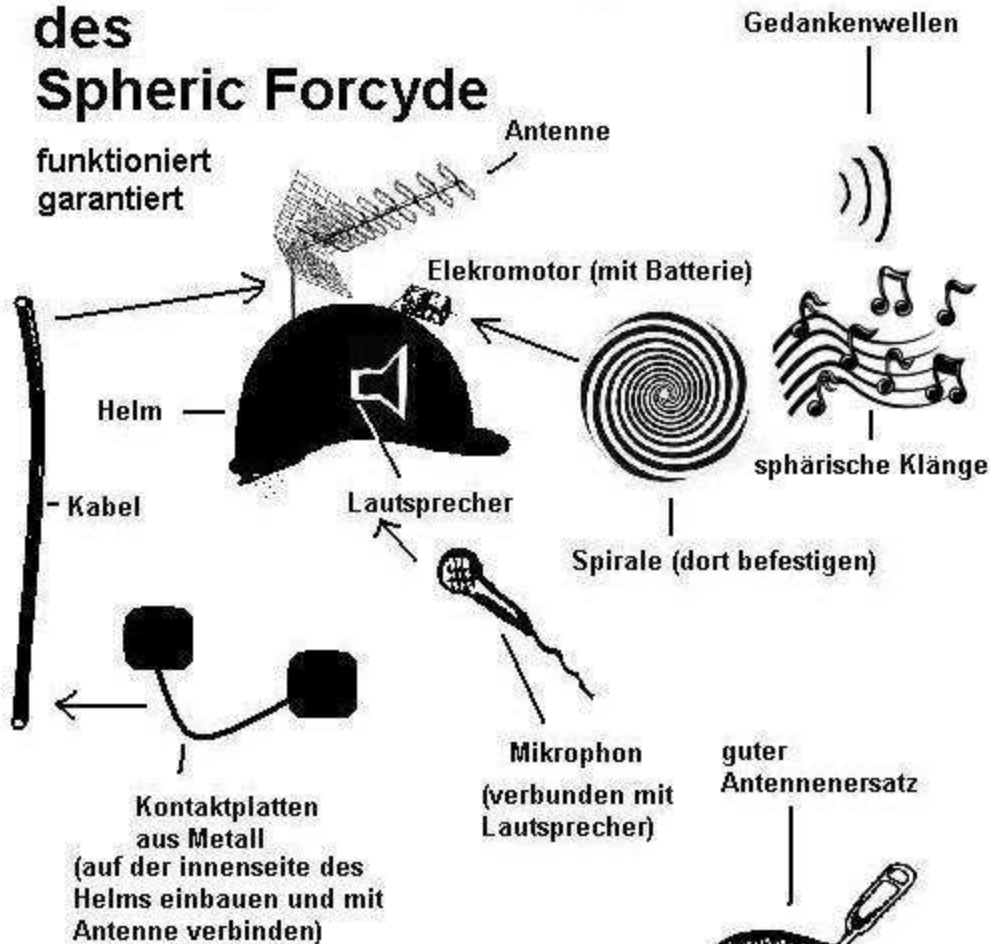 des
Spheric Forcyde
funktioniert
garantiert
Gedankenwellen
Antenne
Elekromotor (mit Batterie)
Helm
sphärische Klänge
Kabel
Lautsprecher
Spirale (dort befestigen)
Mikrophon
(verbunden mit
Lautsprecher)
guter
Antennenersatz
Kontaktplatten
aus Metall
(auf der innenseite des
Helms einbauen und mit
Antenne verbinden)